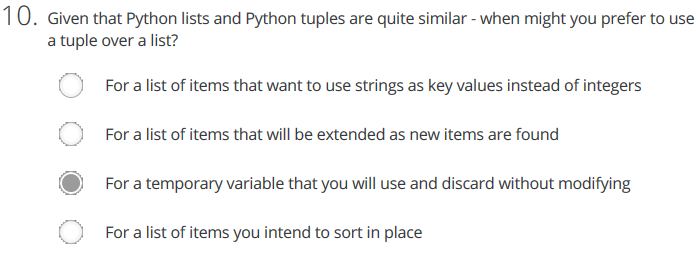 10. Given that Python lists and Python tuples are quite similar - when might you prefer to use
a tuple over a list?
For a list of items that want to use strings as key values instead of integers
For a list of items that will be extended as new items are found
For a temporary variable that you will use and discard without modifying
For a list of items you intend to sort in place